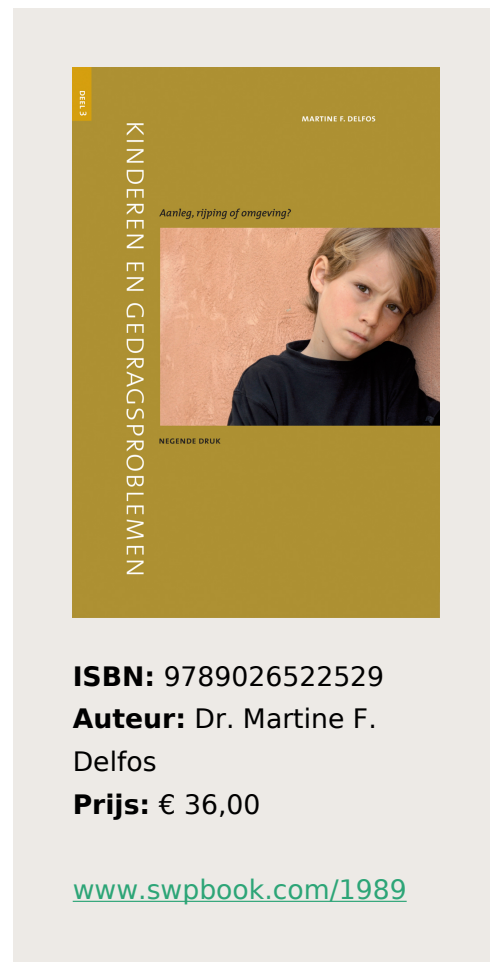 DEEL 3
MARTINE F. DELFOS
KINDEREN EN GEDRAGSPROBLEMEN
Aanleg, rijping of omgeving?
NEGENDE DRUK
ISBN: 9789026522529
Auteur: Dr. Martine F.
Delfos
Prijs: € 36,00
www.swpbook.com/1989